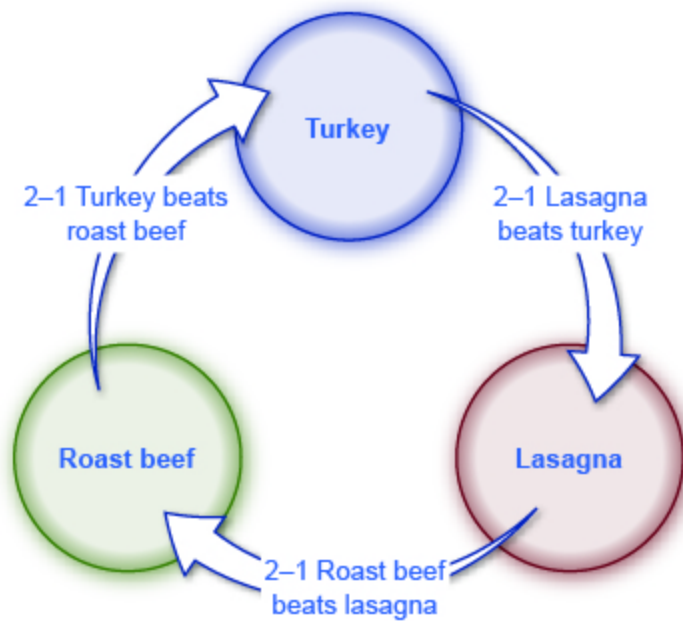 Turkey
2–1 Turkey beats
roast beef
2–1 Lasagna
beats turkey
Roast beef
Lasagna
2–1 Roast beef
beats lasagna